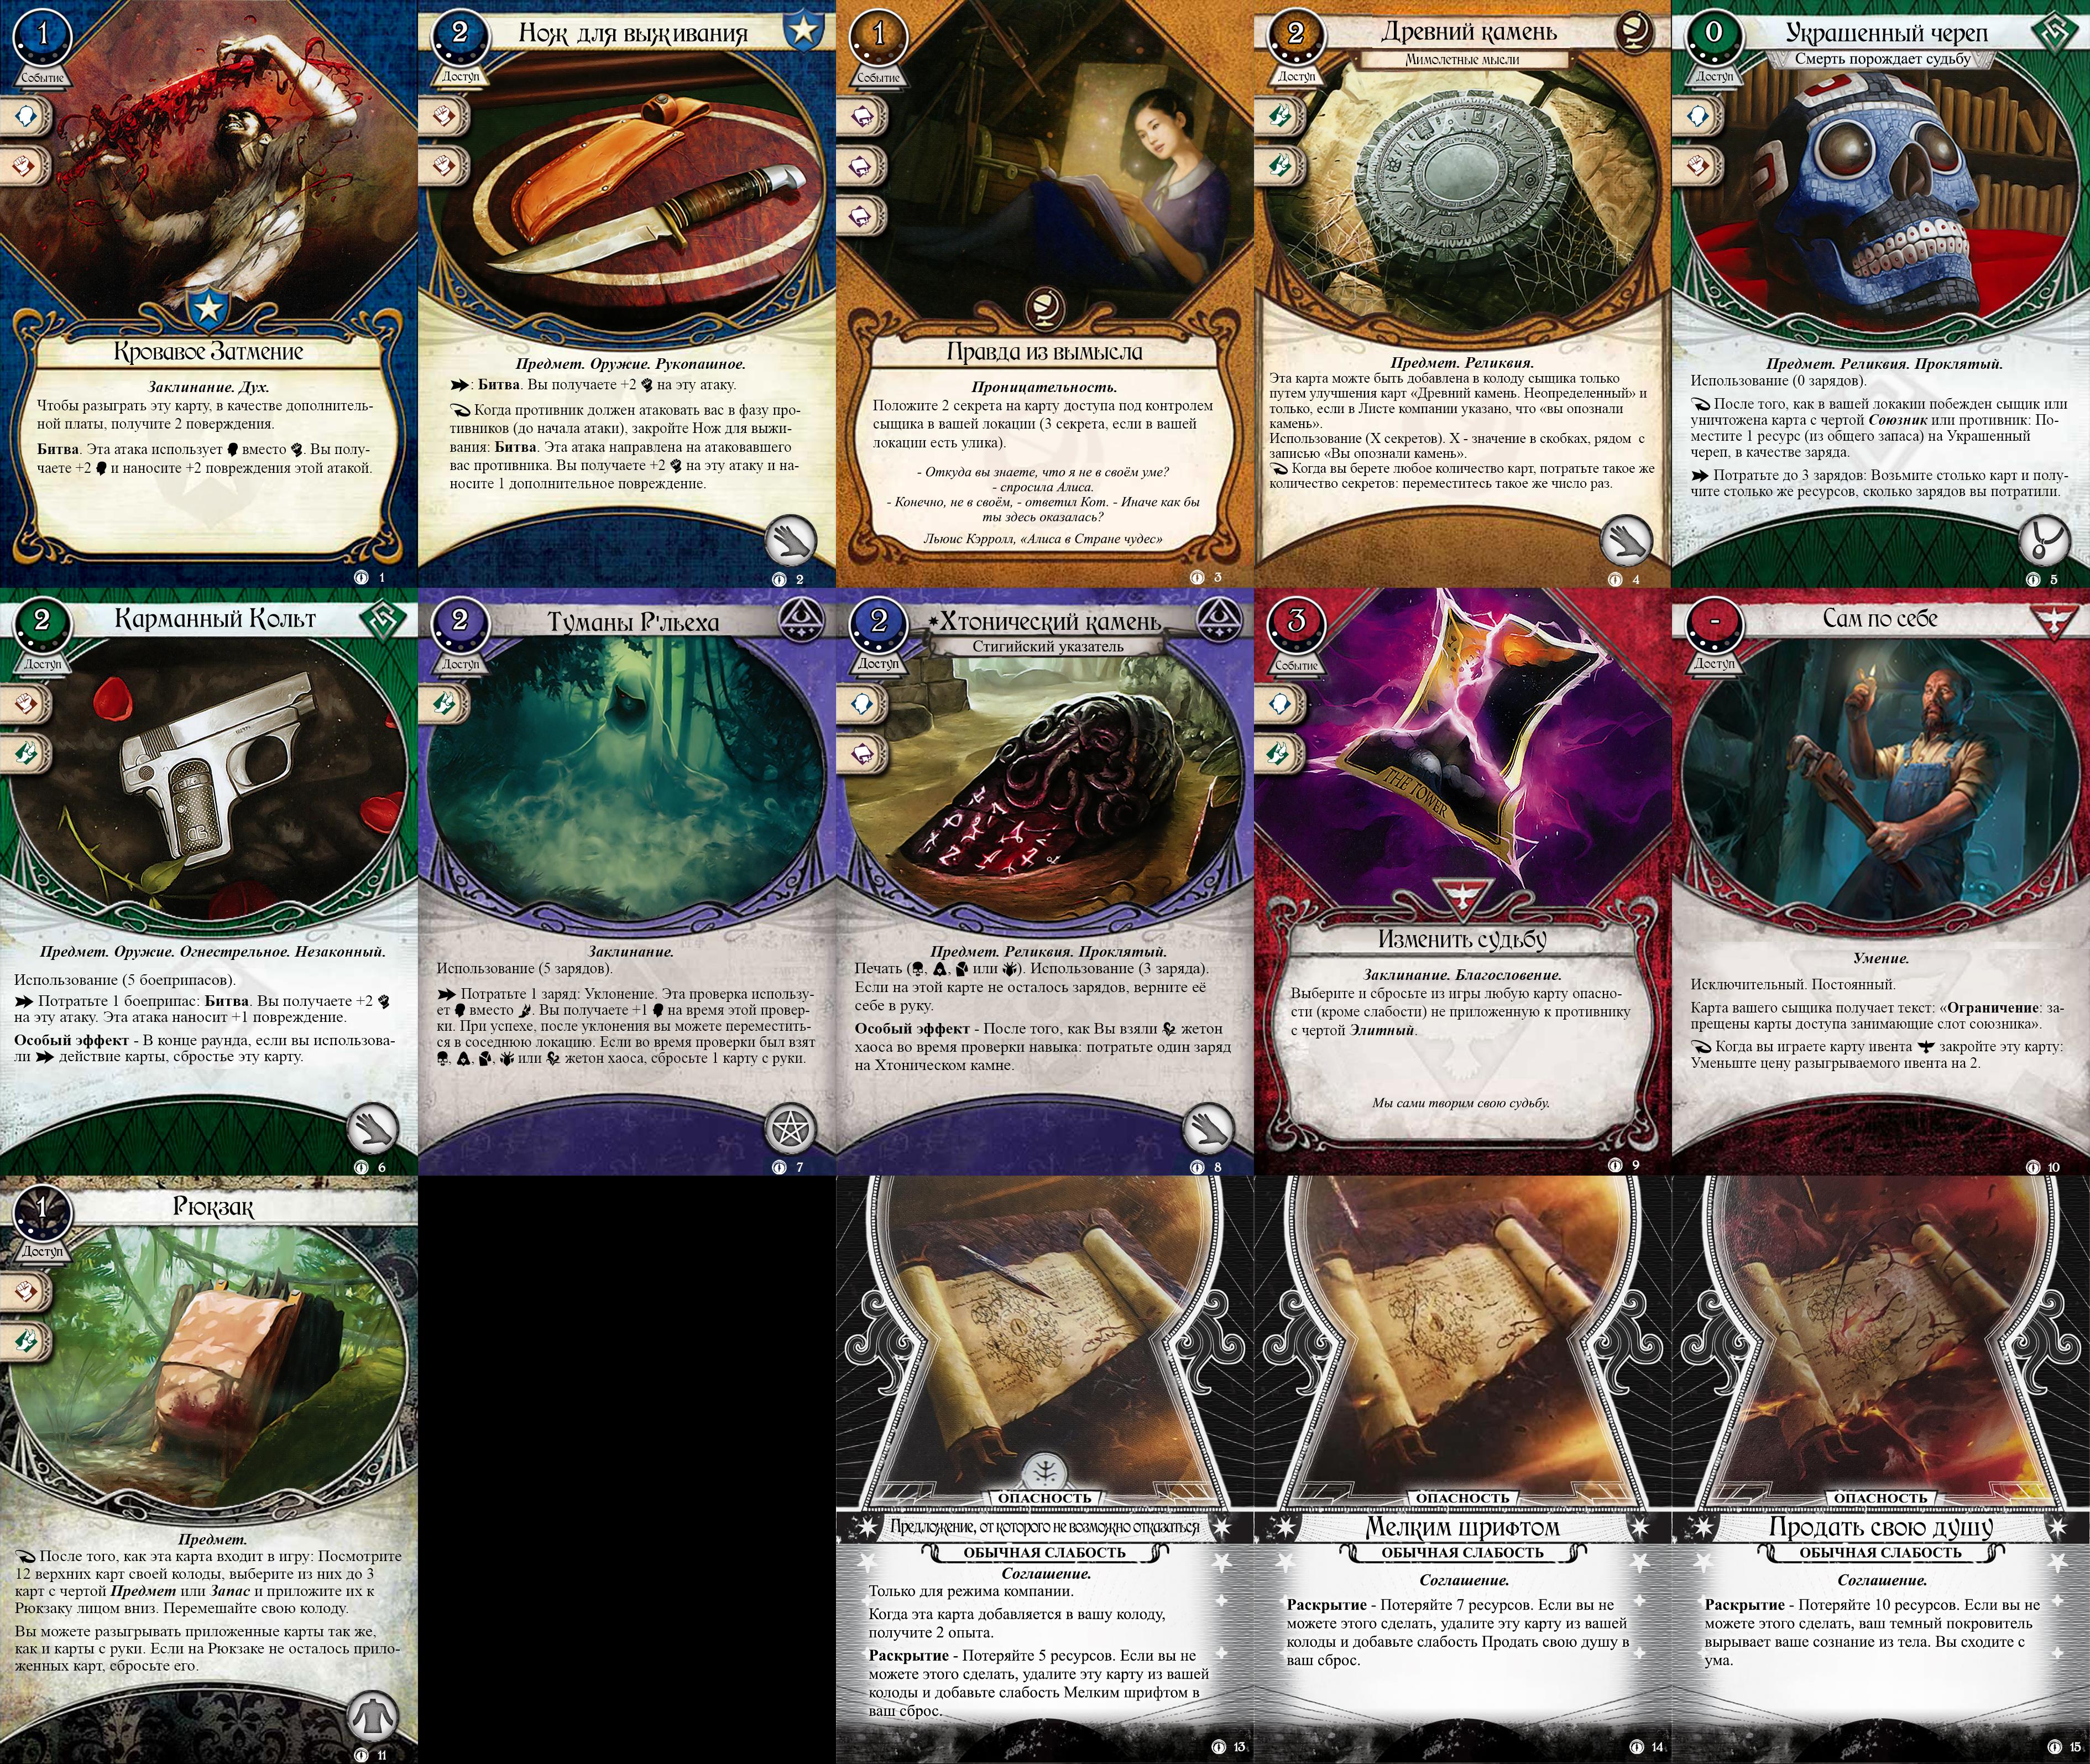 1
Событие
Кровавое Затмение
Заклинание. Дух.
Чтобы разыграть эту карту, в качестве дополнитель-
ной платы, получите 2 поверждения.
Битва. Эта атака использует вместо . Вы полу-
чаете +2 и наносите +2 повреждения этой атакой.
1
2
Доступ
Нож для выживания
Предмет. Оружие. Рукопашное.
: Битва. Вы получаете +2 на эту атаку.
Когда противник должен атаковать вас в фазу про-
тивников (до начала атаки), закройте Нож для выжи-
вания: Битва. Эта атака направлена на атаковавшего
вас противника. Вы получаете +2 на эту атаку и на-
носите 1 дополнительное повреждение.
2
1
Событие
Правда из вымысла
Проницательность.
Положите 2 секрета на карту доступа под контролем
сыщика в вашей локации (3 секрета, если в вашей
локации есть улика).
- Откуда вы знаете, что я не в своём уме?
- спросила Алиса.
- Конечно, не в своём, - ответил Кот. - Иначе как бы
ты здесь оказалась?
Льюис Кэрролл, «Алиса в Стране чудес»
3
2
Доступ
Древний камень
Мимолетные мысли
Предмет. Реликвия.
Эта карта можте быть добавлена в колоду сыщика только
путем улучшения карт «Древний камень. Неопределенный» и
только, если в Листе компании указано, что «вы опознали
камень».
Использование (X секретов). X - значение в скобках, рядом с
записью «Вы опознали камень».
Когда вы берете любое количество карт, потратьте такое же
количество секретов: переместитесь такое же число раз.
4
0
Доступ
Украшенный череп
Смерть порождает судьбу
Предмет. Реликвия. Проклятый.
Использование (0 зарядов).
После того, как в вашей локакии побежден сыщик или
уничтожена карта с чертой Союзник или противник: По-
местите 1 ресурс (из общего запаса) на Украшенный
череп, в качестве заряда.
Потратьте до 3 зарядов: Возьмите столько карт и полу-
чите столько же ресурсов, сколько зарядов вы потратили.
5
2
Доступ
Карманный Кольт
Предмет. Оружие. Огнестрельное. Незаконный.
Использование (5 боеприпасов).
Потратьте 1 боеприпас: Битва. Вы получаете +2
на эту атаку. Эта атака наносит +1 повреждение.
Особый эффект - В конце раунда, если вы использова-
ли действие карты, сбростье эту карту.
6
2
Доступ
Туманы Р'льеха
Заклинание.
Использование (5 зарядов).
Потратьте 1 заряд: Уклонение. Эта проверка использу-
ет вместо . Вы получаете +1 на время этой провер-
ки. При успехе, после уклонения вы можете переместить-
ся в соседнюю локацию. Если во время проверки был взят
, , , или жетон хаоса, сбросьте 1 карту с руки.
7
2
Доступ
*Хтонический камень
Стигийский указатель
Предмет. Реликвия. Проклятый.
Печать ( , , или ). Использование (3 заряда).
Если на этой карте не осталось зарядов, верните её
себе в руку.
Особый эффект - После того, как Вы взяли жетон
хаоса во время проверки навыка: потратьте один заряд
на Хтоническом камне.
8
3
Событие
THE TOWER
Изменить судьбу
Заклинание. Благословение.
Выберите и сбросьте из игры любую карту опасно-
сти (кроме слабости) не приложенную к противнику
с чертой Элитный.
Мы сами творим свою судьбу.
9
-
Доступ
Сам по себе
Умение.
Исключительный. Постоянный.
Карта вашего сыщика получает текст: «Ограничение: за-
прещены карты доступа занимающие слот союзника».
Когда вы играете карту ивента закройте эту карту:
Уменьште цену разыгрываемого ивента на 2.
10
1
Доступ
Рюкзак
Предмет.
После того, как эта карта входит в игру: Посмотрите
12 верхних карт своей колоды, выберите из них до 3
карт с чертой Предмет или Запас и приложите их к
Рюкзаку лицом вниз. Перемешайте свою колоду.
Вы можете разыгрывать приложенные карты так же,
как и карты с руки. Если на Рюкзаке не осталось прило-
женных карт, сбросьте его.
11
ОПАСНОСТЬ
Предложение, от которого не возможно отказаться
ОБЫЧНАЯ СЛАБОСТЬ
Соглашение.
Только для режима компании.
Когда эта карта добавляется в вашу колоду,
получите 2 опыта.
Раскрытие - Потеряйте 5 ресурсов. Если вы не
можете этого сделать, удалите эту карту из вашей
колоды и добавьте слабость Мелким шрифтом в
ваш сброс.
13
ОПАСНОСТЬ
Мелким шрифтом
ОБЫЧНАЯ СЛАБОСТЬ
Соглашение.
Раскрытие - Потеряйте 7 ресурсов. Если вы не
можете этого сделать, удалите эту карту из вашей
колоды и добавьте слабость Продать свою душу в
ваш сброс.
14
ОПАСНОСТЬ
Продать свою душу
ОБЫЧНАЯ СЛАБОСТЬ
Соглашение.
Раскрытие - Потеряйте 10 ресурсов. Если вы не
можете этого сделать, ваш темный покровитель
вырывает ваше сознание из тела. Вы сходите с
ума.
15